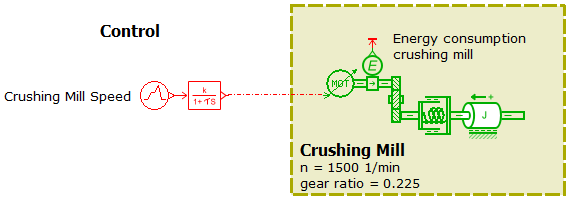 Control
Energy consumption
crushing mill
E
MOT
Crushing Mill Speed
k
1+τS
+
J
Crushing Mill
n = 1500 1/min
gear ratio = 0.225